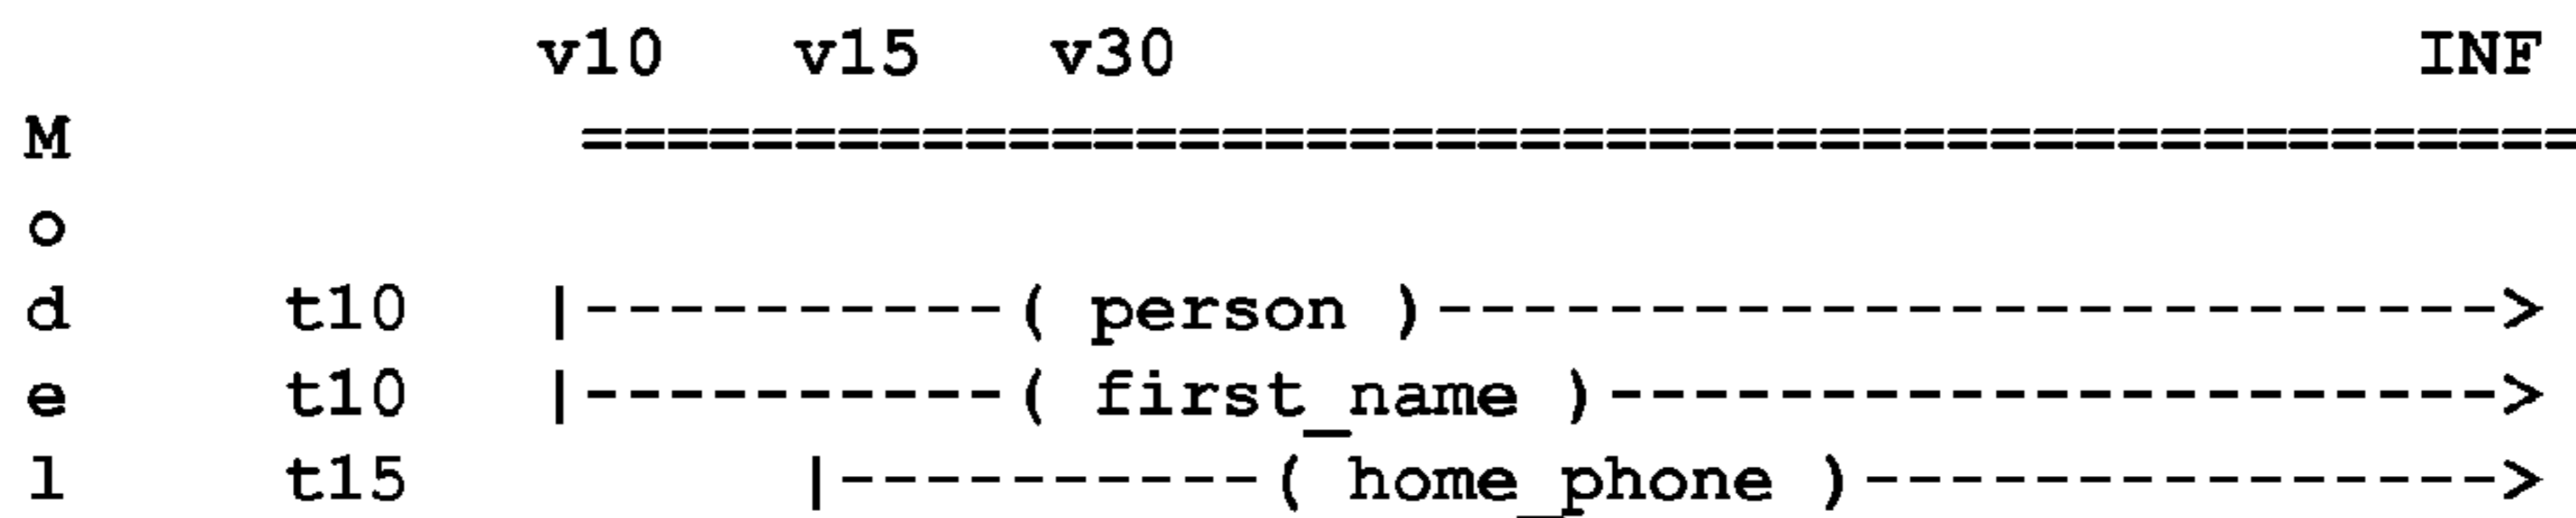 v10   v15   v30                             INF
M            ===============================================
o
d     t10   |----------( person )------------------------->
e     t10   |----------( first_name )--------------------->
l     t15         |----------( home_phone )--------------->